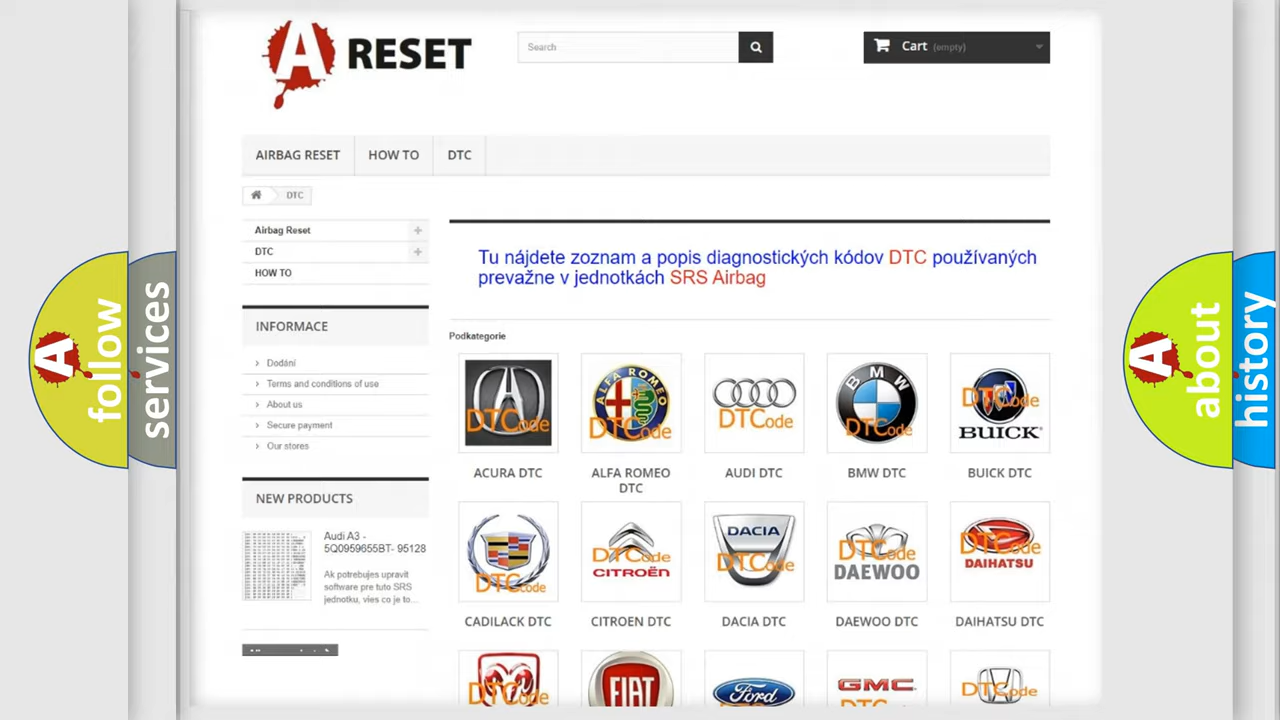 A RESET
Search
Cart (empty)
AIRBAG RESET
HOW TO
DTC
DTC
Airbag Reset
DTC
HOW TO
Tu nájdete zoznam a popis diagnostických kódov DTC používaných
prevažne v jednotkách SRS Airbag
INFORMACE
Dodání
Terms and conditions of use
About us
Secure payment
Our stores
NEW PRODUCTS
Audi A3 -
5Q0959655BT- 95128
Ak potrebujes upravit
software pre tuto SRS
jednotku, vies co je to...
Podkategorie
DTCode
ALFA ROMEO
DTCode
DTCode
BMW
DTCode
DTCode
BUICK
ACURA DTC
ALFA ROMEO
DTC
AUDI DTC
BMW DTC
BUICK DTC
DTCode
DTCode
CITROËN
DACIA
DTCode
DTCode
DAEWOO
DTCode
DAIHATSU
CADILACK DTC
CITROEN DTC
DACIA DTC
DAEWOO DTC
DAIHATSU DTC
DTCode
FIAT
Ford
GMC
DTCode
A follow
services
A about
history